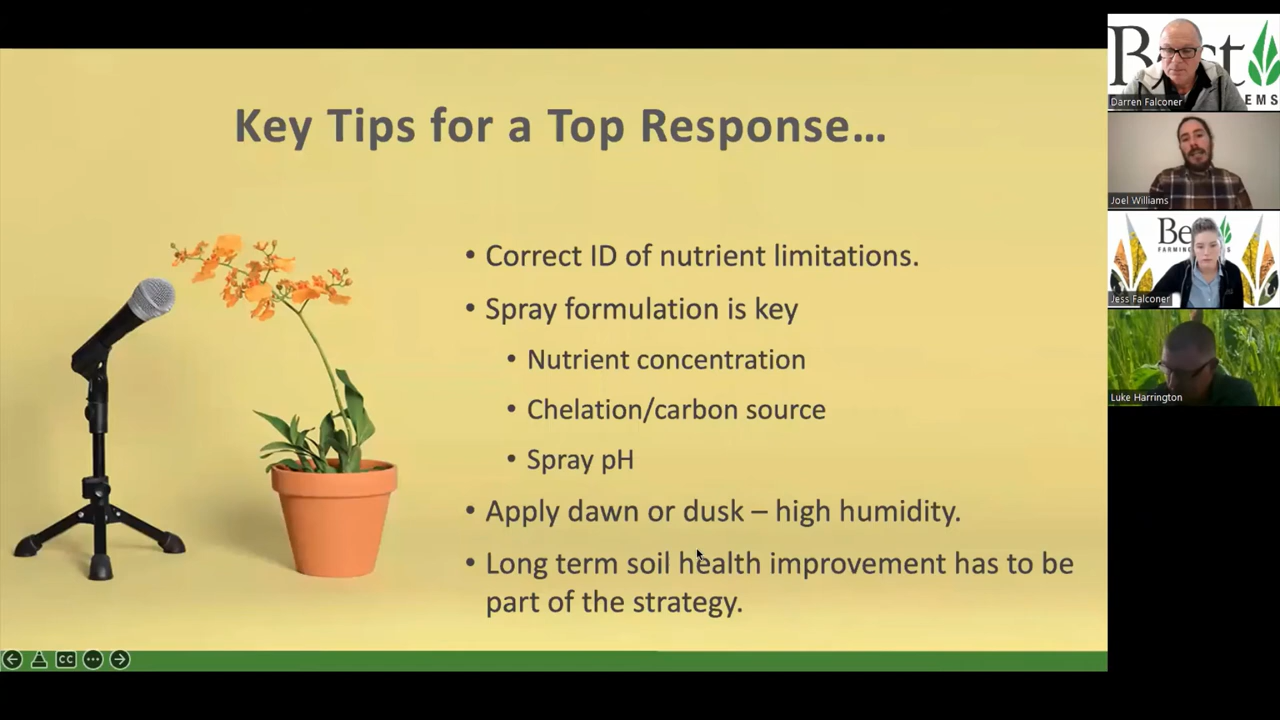 Key Tips for a Top Response…
• Correct ID of nutrient limitations.
• Spray formulation is key
• Nutrient concentration
• Chelation/carbon source
• Spray pH
• Apply dawn or dusk – high humidity.
• Long term soil health improvement has to be
part of the strategy.
CC
Darren Falconer
Joel Williams
Jess Falconer
Luke Harrington